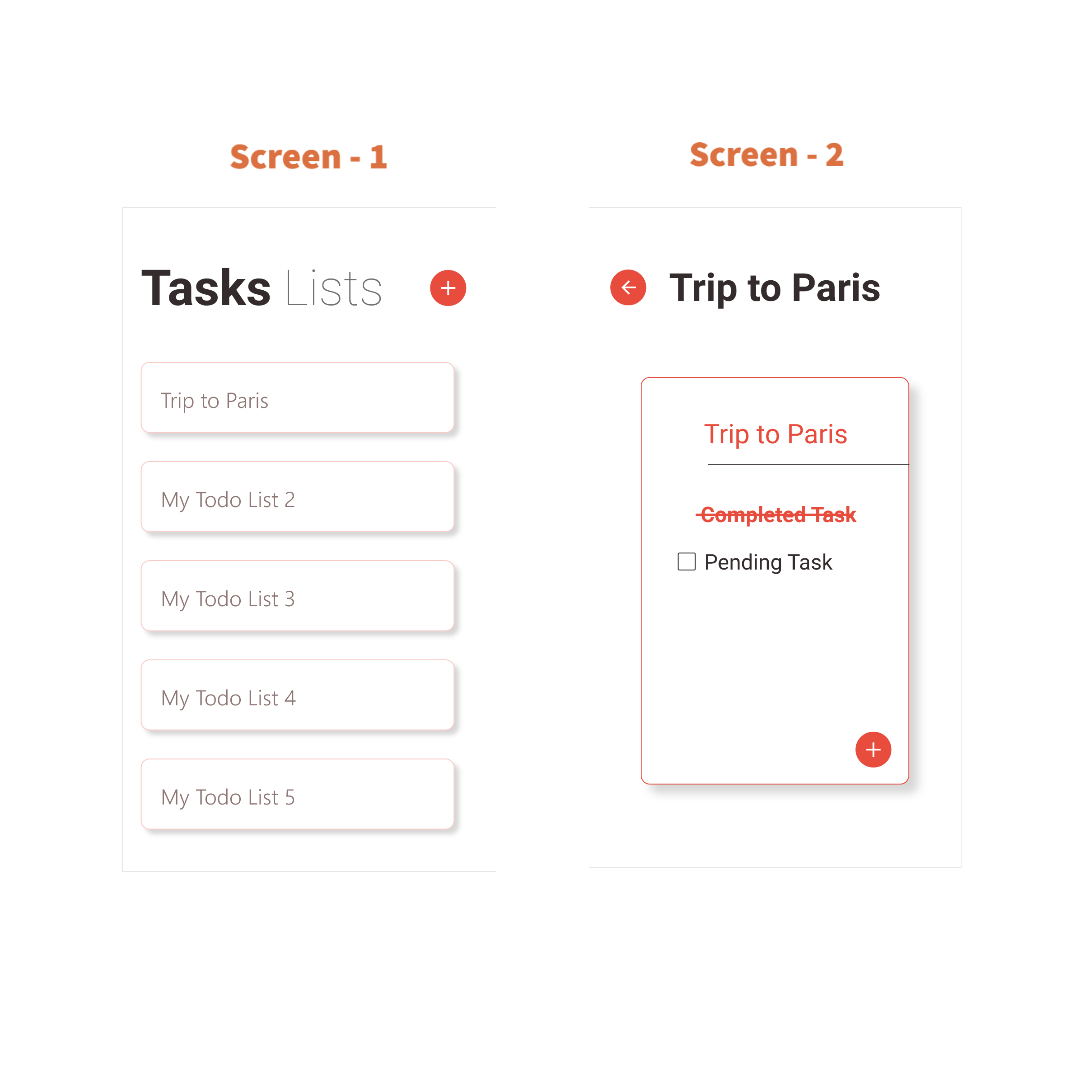 Screen - 1
Tasks Lists
Trip to Paris
My Todo List 2
My Todo List 3
My Todo List 4
My Todo List 5
Screen - 2
Trip to Paris
Trip to Paris
Completed Task
Pending Task